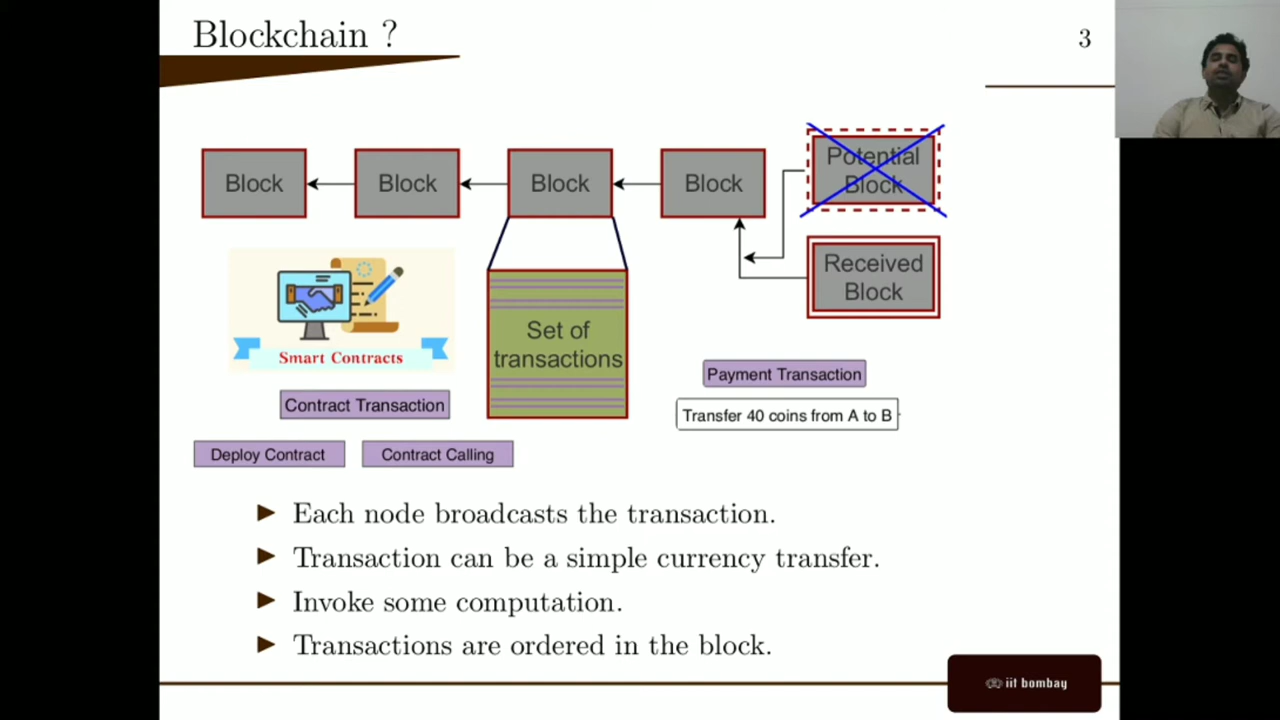 Blockchain ?
3
Block
Block
Block
Block
Potential
Block
Received
Block
Set of
transactions
Smart Contracts
Contract Transaction
Deploy Contract
Contract Calling
Payment Transaction
Transfer 40 coins from A to B
Each node broadcasts the transaction.
Transaction can be a simple currency transfer.
Invoke some computation.
Transactions are ordered in the block.
iit bombay